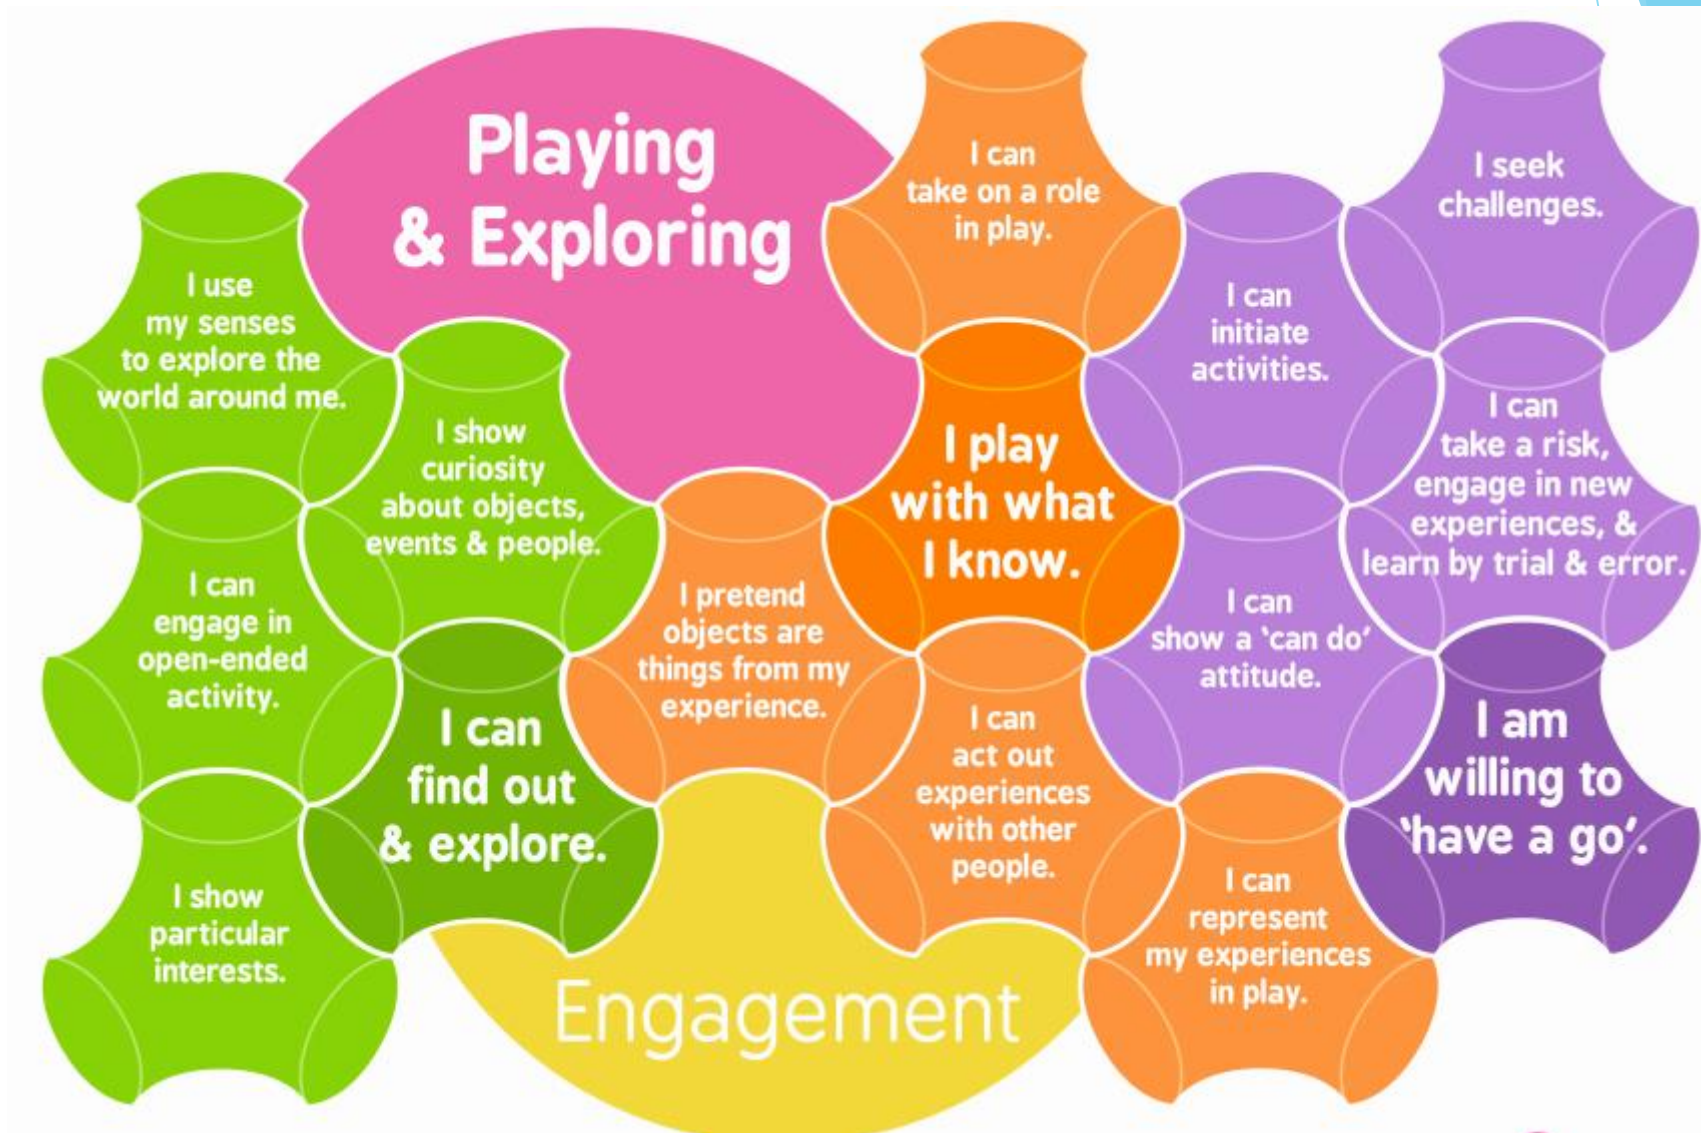 Playing
& Exploring
I use
my senses
to explore the
world around me.
I show
curiosity
about objects,
events & people.
I can
engage in
open-ended
activity.
I can
find out
& explore.
I show
particular
interests.
I can
take on a role
in play.
I play
with what
I know.
I pretend
objects are
things from my
experience.
I can
act out
experiences
with other
people.
I can
represent
my experiences
in play.
I seek
challenges.
I can
initiate
activities.
I can
take a risk,
engage in new
experiences, &
learn by trial & error.
I can
show a ‘can do’
attitude.
I am
willing to
‘have a go’.
Engagement